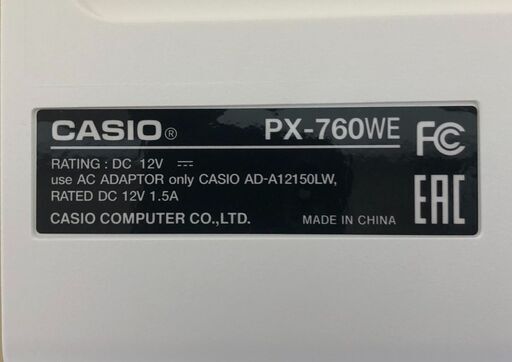 CASIO® PX-760WE FC
RATING : DC 12V ⎓
use AC ADAPTOR only CASIO AD-A12150LW,
RATED DC 12V 1.5A
CASIO COMPUTER CO.,LTD. MADE IN CHINA EAC